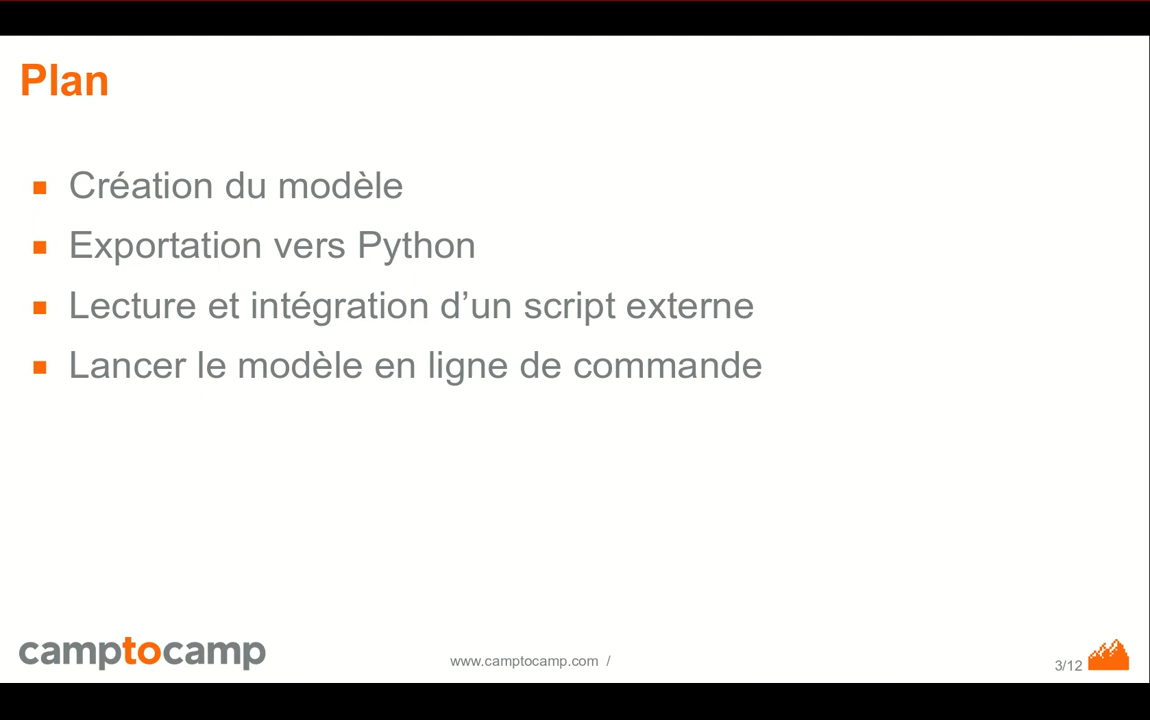 Plan
Création du modèle
Exportation vers Python
Lecture et intégration d’un script externe
Lancer le modèle en ligne de commande
camptocamp
www.camptocamp.com /
3/12